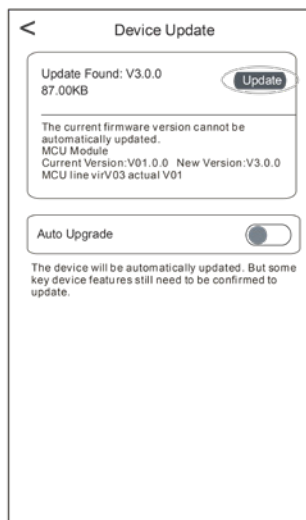 <
Device Update
Update Found: V3.0.0
Update
87.00KB
The current firmware version cannot be
automatically updated.
MCU Module
Current Version:V01.0.0 New Version:V3.0.0
MCU line virV03 actual V01
Auto Upgrade
The device will be automatically updated. But some
key device features still need to be confirmed to
update.